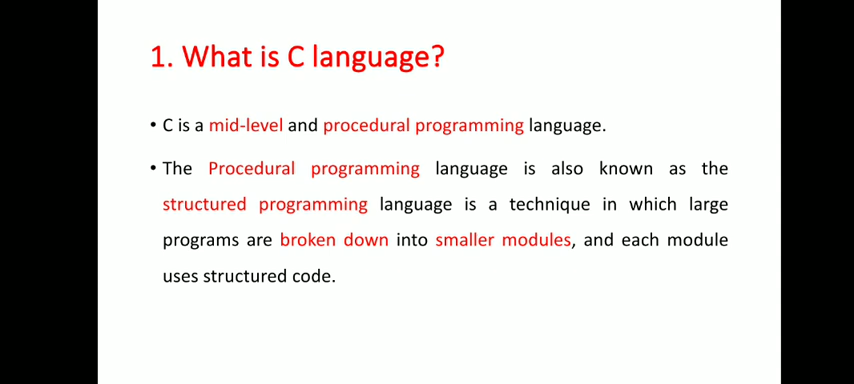 1. What is C language?
• C is a mid-level and procedural programming language.
• The Procedural programming language is also known as the
structured programming language is a technique in which large
programs are broken down into smaller modules, and each module
uses structured code.